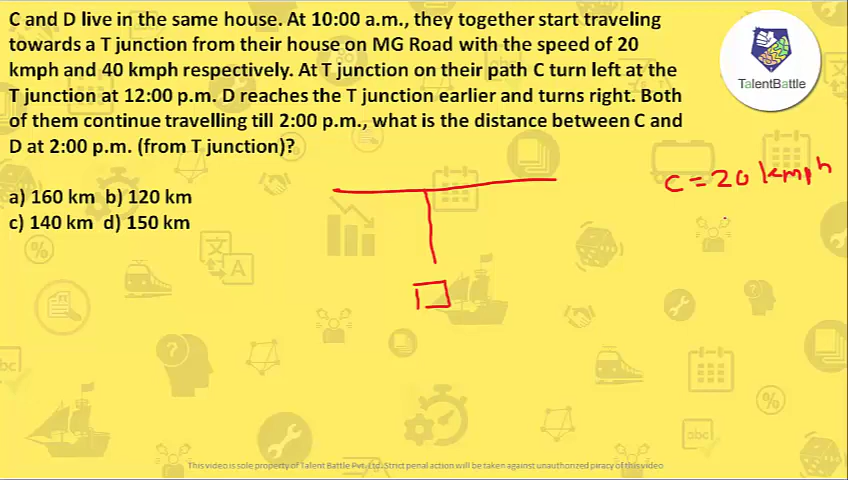 C and D live in the same house. At 10:00 a.m., they together start traveling
towards a T junction from their house on MG Road with the speed of 20
kmph and 40 kmph respectively. At T junction on their path C turn left at the
T junction at 12:00 p.m. D reaches the T junction earlier and turns right. Both
of them continue travelling till 2:00 p.m., what is the distance between C and
D at 2:00 p.m. (from T junction)?
TalentBattle
C = 20 kmph
a) 160 km b) 120 km
c) 140 km d) 150 km
This video is sole property of Talent Battle Pvt. Ltd. Strict penal action will be taken against unauthorized piracy of this video